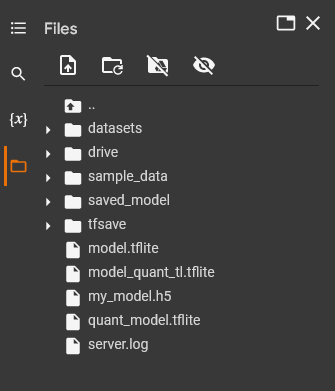 Files
{x}
..
datasets
drive
sample_data
saved_model
tfsave
model.tflite
model_quant_tl.tflite
my_model.h5
quant_model.tflite
server.log